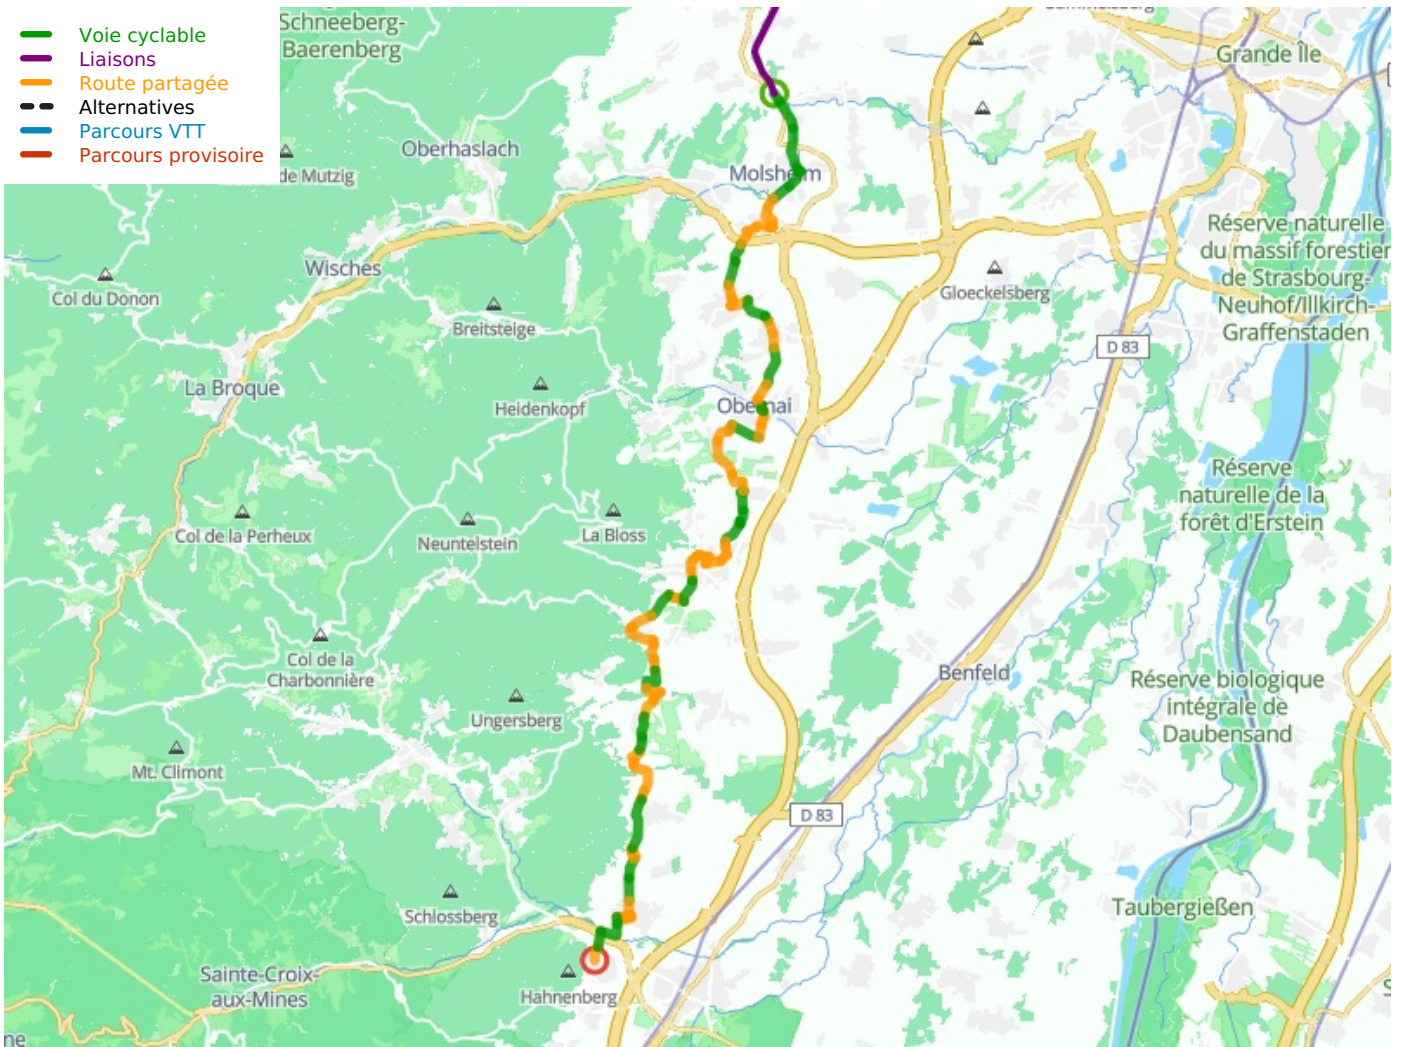 Voie cyclable
Liaisons
Route partagée
Alternatives
Parcours VTT
Parcours provisoire
Schneeberg-
Baerenberg
Grande Île
Oberhaslach
de Mutzig
Molsheim
Réserve naturelle
du massif forestier
de Strasbourg-
Neuhof/Illkirch-
Graffenstaden
Wisches
Col du Donon
Gloeckelsberg
Breitsteige
D 83
La Broque
Heidenkopf
Obernai
Réserve
naturelle de la
forêt d'Erstein
Col de la Perheux
Neuntelstein
La Bloss
Col de la
Charbonnière
Benfeld
Réserve biologique
intégrale de
Daubensand
Ungersberg
Mt. Climont
D 83
Schlossberg
Taubergießen
Sainte-Croix-
aux-Mines
Hahnenberg